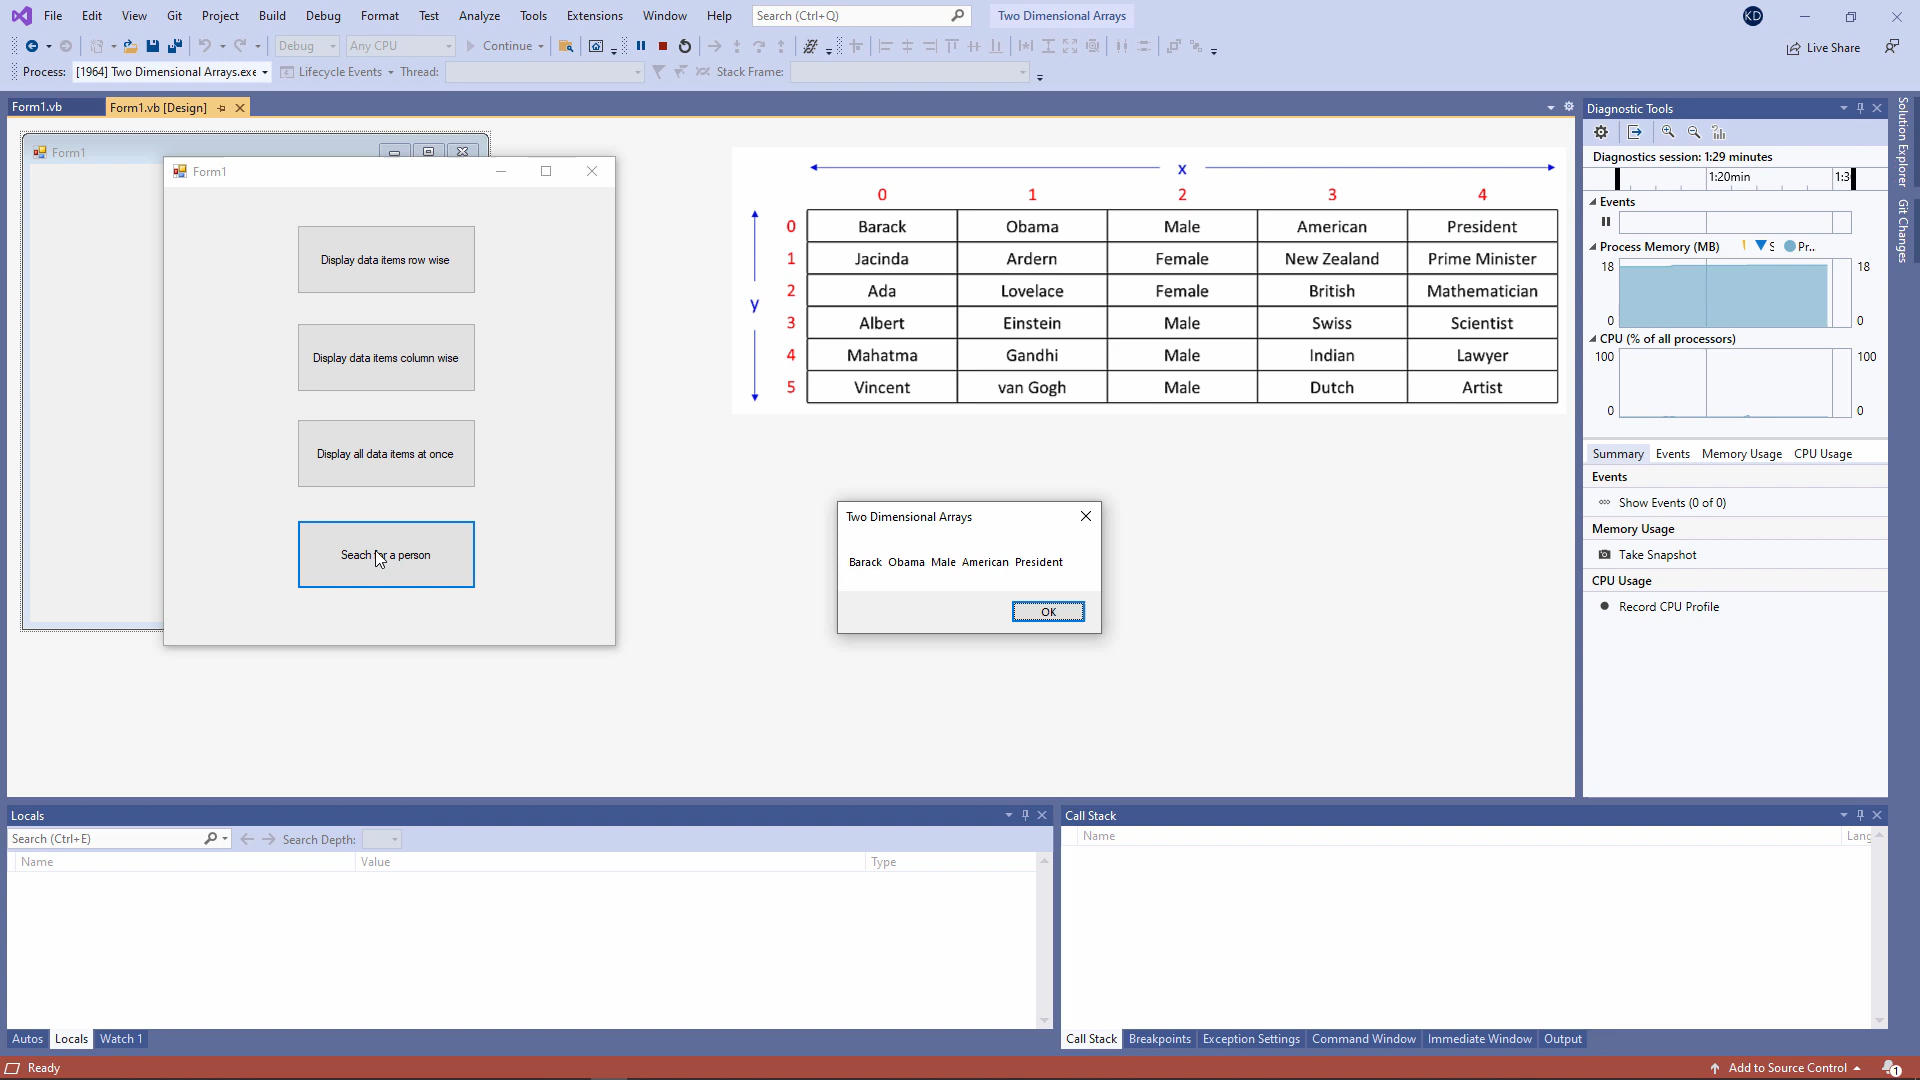 File Edit View Git Project Build Debug Format Test Analyze Tools Extensions Window Help Search (Ctrl+Q) Two Dimensional Arrays KD
Debug Any CPU Continue Live Share
Process: [1964] Two Dimensional Arrays.exe Lifecycle Events Thread: Stack Frame:
Form1.vb Form1.vb [Design]
Form1
Form1
Display data items row wise
Display data items column wise
Display all data items at once
Seach for a person
x
0 1 2 3 4
y
0 Barack Obama Male American President
1 Jacinda Ardern Female New Zealand Prime Minister
2 Ada Lovelace Female British Mathematician
3 Albert Einstein Male Swiss Scientist
4 Mahatma Gandhi Male Indian Lawyer
5 Vincent van Gogh Male Dutch Artist
Two Dimensional Arrays
Barack Obama Male American President
OK
Diagnostic Tools
Diagnostics session: 1:29 minutes
1:20min 1:3
Events
Process Memory (MB) S Pr...
18 18
0 0
CPU (% of all processors)
100 100
0 0
Summary Events Memory Usage CPU Usage
Events
Show Events (0 of 0)
Memory Usage
Take Snapshot
CPU Usage
Record CPU Profile
Solution Explorer
Git Changes
Locals
Search (Ctrl+E) Search Depth:
Name Value Type
Autos Locals Watch 1
Call Stack
Name Lang
Call Stack Breakpoints Exception Settings Command Window Immediate Window Output
Ready Add to Source Control 1